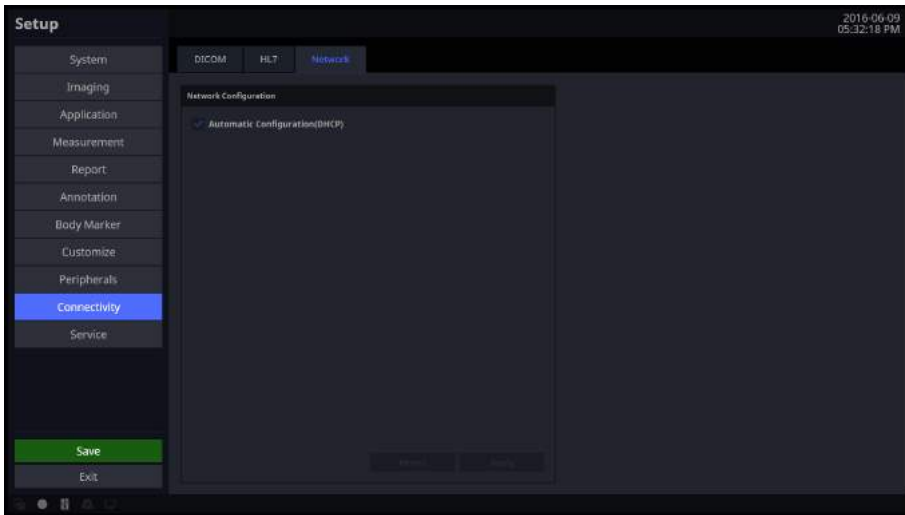 Setup
2016-06-09
05:32:18 PM
System
Imaging
Application
Measurement
Report
Annotation
Body Marker
Customize
Peripherals
Connectivity
Service
Save
Exit
DICOM
HL7
Network
Network Configuration
Automatic Configuration(DHCP)